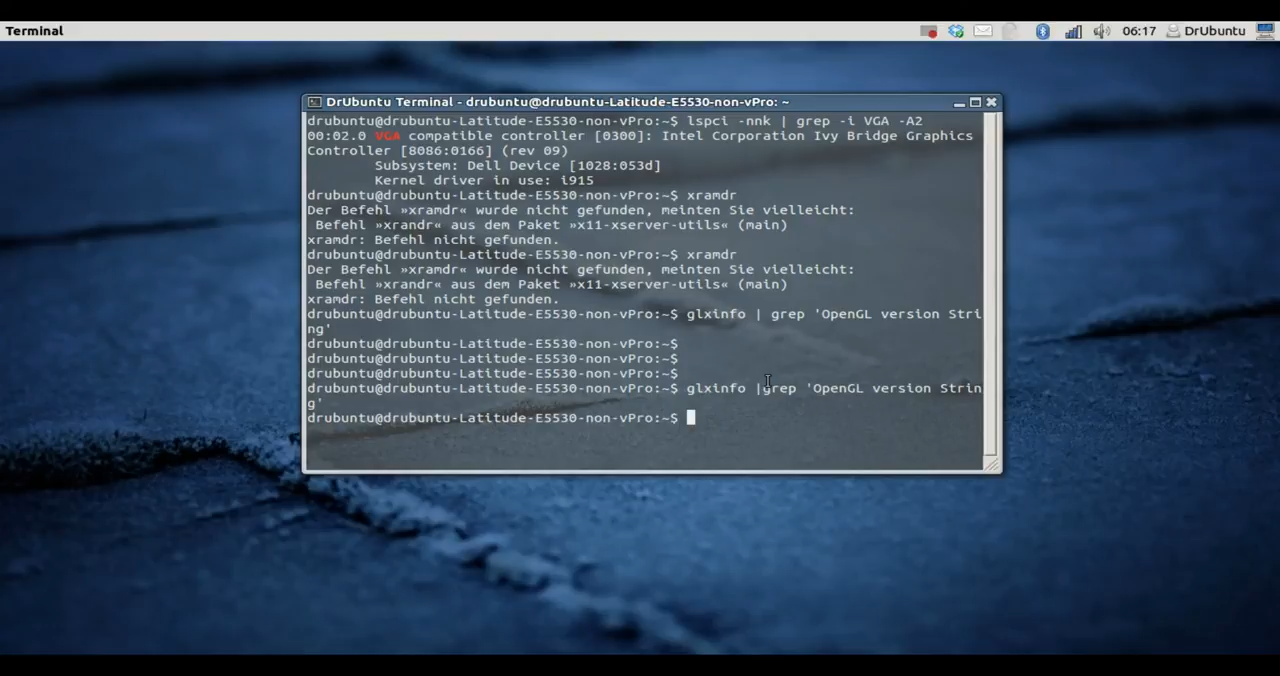 Terminal
06:17
DrUbuntu
DrUbuntu Terminal - drubuntu@drubuntu-Latitude-E5530-non-vPro: ~
drubuntu@drubuntu-Latitude-E5530-non-vPro:~$ lspci -nnk | grep -i VGA -A2
00:02.0 VGA compatible controller [0300]: Intel Corporation Ivy Bridge Graphics
Controller [8086:0166] (rev 09)
Subsystem: Dell Device [1028:053d]
Kernel driver in use: i915
drubuntu@drubuntu-Latitude-E5530-non-vPro:~$ xramdr
Der Befehl »xramdr« wurde nicht gefunden, meinten Sie vielleicht:
Befehl »xrandr« aus dem Paket »x11-xserver-utils« (main)
xramdr: Befehl nicht gefunden.
drubuntu@drubuntu-Latitude-E5530-non-vPro:~$ xramdr
Der Befehl »xramdr« wurde nicht gefunden, meinten Sie vielleicht:
Befehl »xrandr« aus dem Paket »x11-xserver-utils« (main)
xramdr: Befehl nicht gefunden.
drubuntu@drubuntu-Latitude-E5530-non-vPro:~$ glxinfo | grep 'OpenGL version Stri
ng'
drubuntu@drubuntu-Latitude-E5530-non-vPro:~$
drubuntu@drubuntu-Latitude-E5530-non-vPro:~$
drubuntu@drubuntu-Latitude-E5530-non-vPro:~$
drubuntu@drubuntu-Latitude-E5530-non-vPro:~$ glxinfo |grep 'OpenGL version Strin
g'
drubuntu@drubuntu-Latitude-E5530-non-vPro:~$